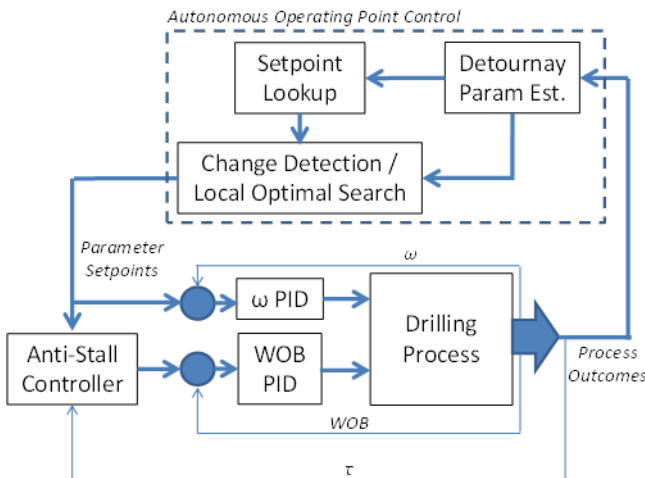 Autonomous Operating Point Control
Setpoint
Lookup
Detournay
Param Est.
Change Detection /
Local Optimal Search
Parameter
Setpoints
ω
ω PID
Drilling
Process
Anti-Stall
Controller
WOB
PID
Process
Outcomes
WOB
τ